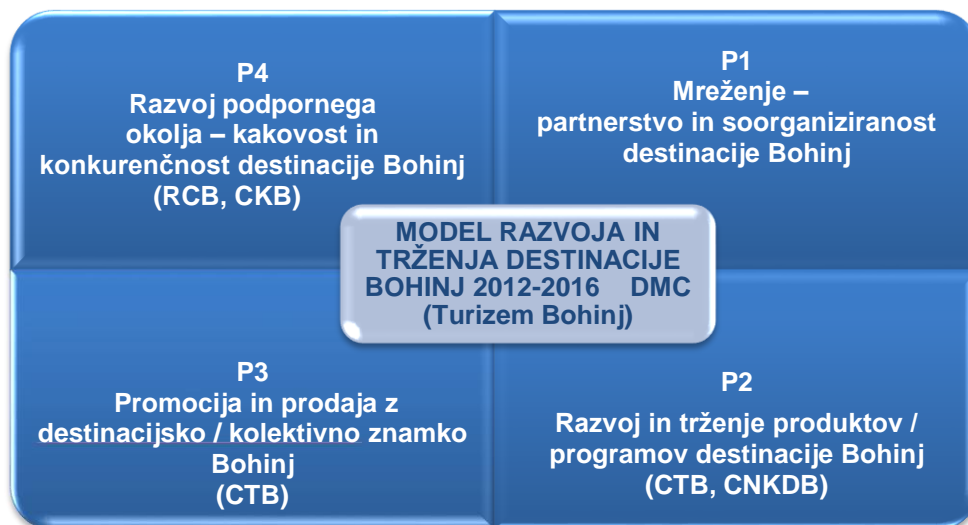 P4
Razvoj podpornega
okolja – kakovost in
konkurenčnost destinacije Bohinj
(RCB, CKB)
P1
Mreženje –
partnerstvo in soorganiziranost
destinacije Bohinj
MODEL RAZVOJA IN
TRŽENJA DESTINACIJE
BOHINJ 2012-2016 DMC
(Turizem Bohinj)
P3
Promocija in prodaja z
destinacijsko / kolektivno znamko
Bohinj
(CTB)
P2
Razvoj in trženje produktov /
programov destinacije Bohinj
(CTB, CNKDB)